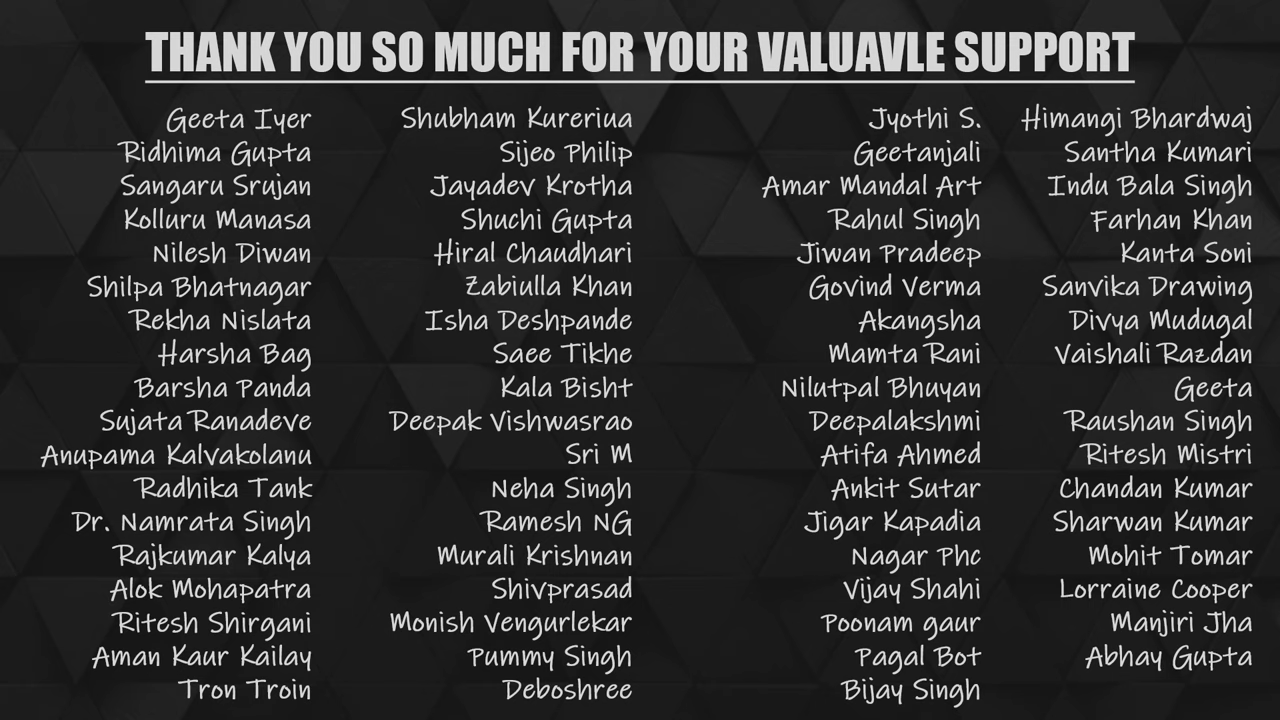 THANK YOU SO MUCH FOR YOUR VALUAVLE SUPPORT
Geeta Iyer
Ridhima Gupta
Sangaru Srujan
Kolluru Manasa
Nilesh Diwan
Shilpa Bhatnagar
Rekha Nislata
Harsha Bag
Barsha Panda
Sujata Ranadeve
Anupama Kalvakolanu
Radhika Tank
Dr. Namrata Singh
Rajkumar Kalya
Alok Mohapatra
Ritesh Shirgani
Aman Kaur Kailay
Tron Troin
Shubham Kureriua
Sijeo Philip
Jayadev Krotha
Shuchi Gupta
Hiral Chaudhari
Zabiulla Khan
Isha Deshpande
Saee Tikhe
Kala Bisht
Deepak Vishwasrao
Sri M
Neha Singh
Ramesh NG
Murali Krishnan
Shivprasad
Monish Vengurlekar
Pummy Singh
Deboshree
Jyothi S.
Geetanjali
Amar Mandal Art
Rahul Singh
Jiwan Pradeep
Govind Verma
Akangsha
Mamta Rani
Nilutpal Bhuyan
Deepalakshmi
Atifa Ahmed
Ankit Sutar
Jigar Kapadia
Nagar Phc
Vijay Shahi
Poonam gaur
Pagal Bot
Bijay Singh
Himangi Bhardwaj
Santha Kumari
Indu Bala Singh
Farhan Khan
Kanta Soni
Sanvika Drawing
Divya Mudugal
Vaishali Razdan
Geeta
Raushan Singh
Ritesh Mistri
Chandan Kumar
Sharwan Kumar
Mohit Tomar
Lorraine Cooper
Manjiri Jha
Abhay Gupta